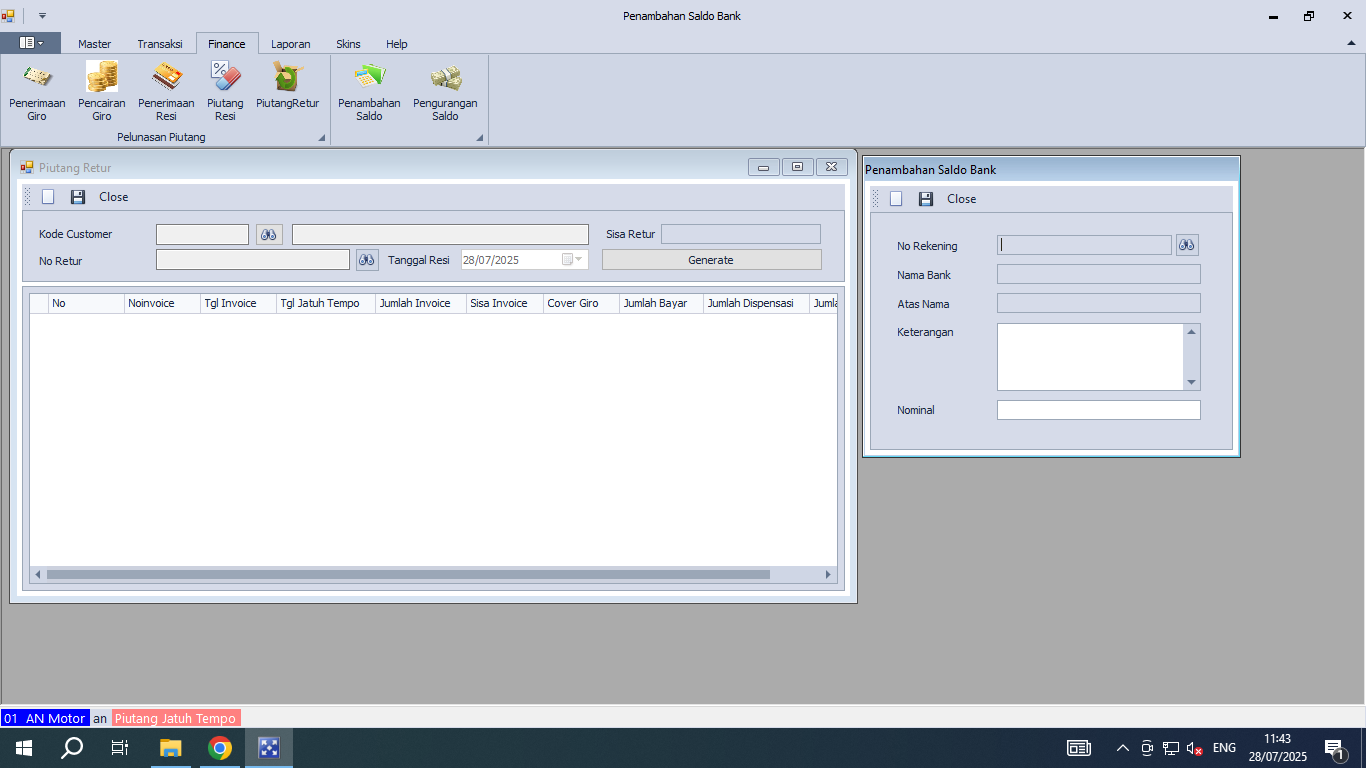 Penambahan Saldo Bank
Master Transaksi Finance Laporan Skins Help
Penerimaan Giro
Pencairan Giro
Penerimaan Resi
Piutang Resi
PiutangRetur
Penambahan Saldo
Pengurangan Saldo
Pelunasan Piutang
Piutang Retur
Close
Kode Customer
Sisa Retur
No Retur
Tanggal Resi 28/07/2025
Generate
No Noinvoice Tgl Invoice Tgl Jatuh Tempo Jumlah Invoice Sisa Invoice Cover Giro Jumlah Bayar Jumlah Dispensasi Jumla
Penambahan Saldo Bank
Close
No Rekening
Nama Bank
Atas Nama
Keterangan
Nominal
01 AN Motor an Piutang Jatuh Tempo
ENG
11:43
28/07/2025
1